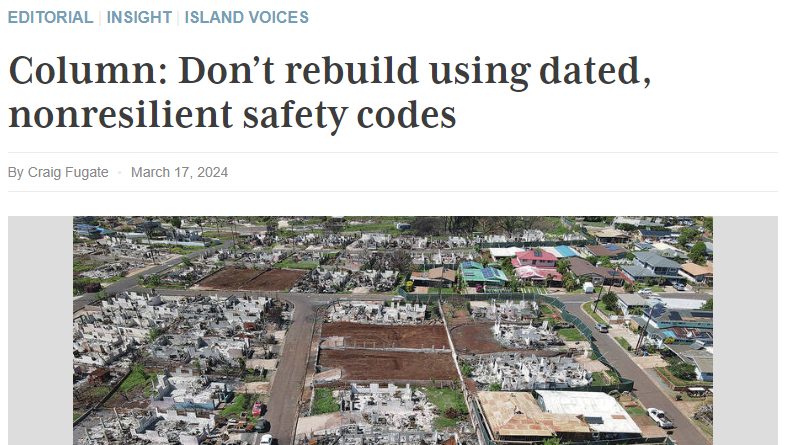 EDITORIAL | INSIGHT | ISLAND VOICES
Column: Don’t rebuild using dated,
nonresilient safety codes
By Craig Fugate • March 17, 2024